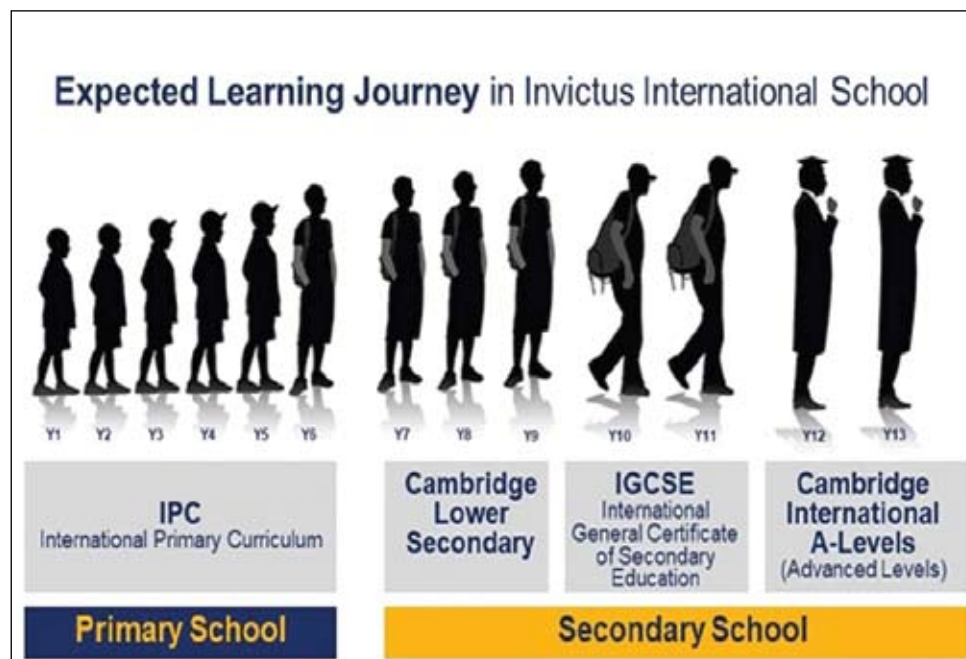 Expected Learning Journey in Invictus International School
Y1 Y2 Y3 Y4 Y5 Y6 Y7 Y8 Y9 Y10 Y11 Y12 Y13
IPC
International Primary Curriculum
Cambridge
Lower
Secondary
IGCSE
International
General Certificate
of Secondary
Education
Cambridge
International
A-Levels
(Advanced Levels)
Primary School
Secondary School